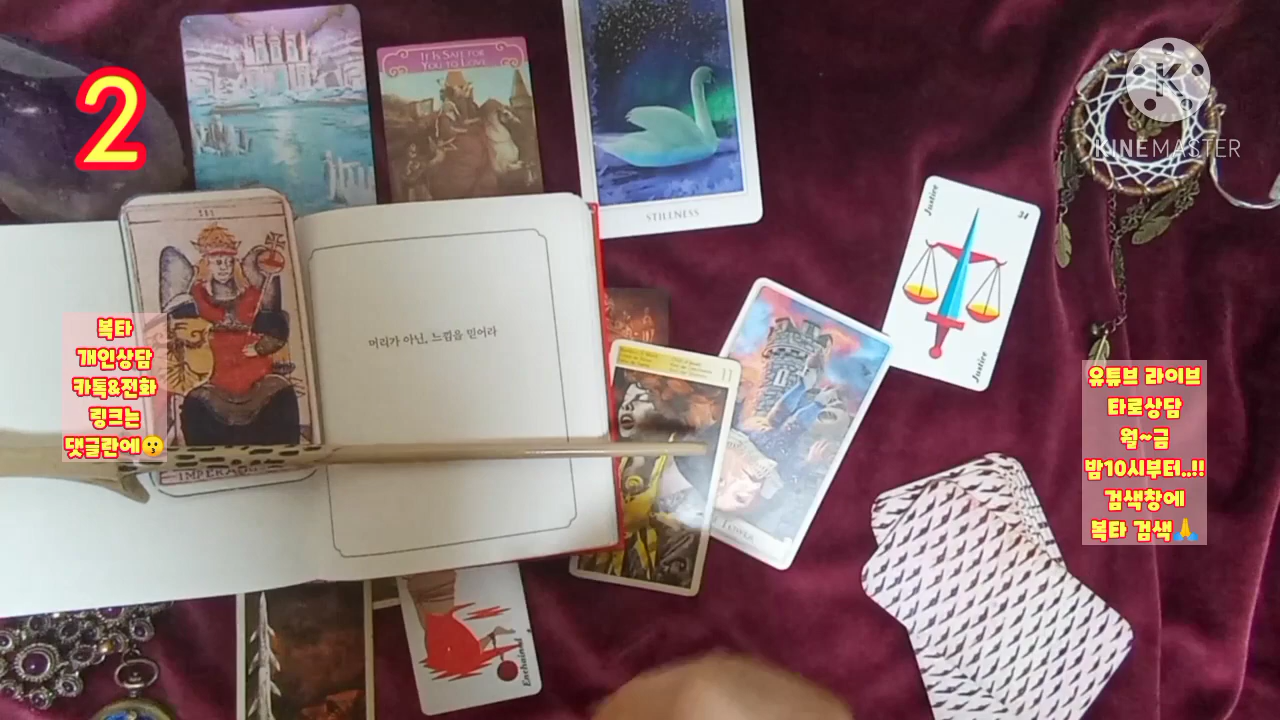 2
IT IS SAFE FOR
YOU TO LOVE
STILLNESS
KINEMASTER
Justice
31
Justice
III
머리가 아닌, 느낌을 믿어라
복타
개인상담
카톡&전화
링크는
댓글란에😗
11
TOWER
유튜브 라이브
타로상담
월~금
밤10시부터..!!
검색창에
복타 검색🙏